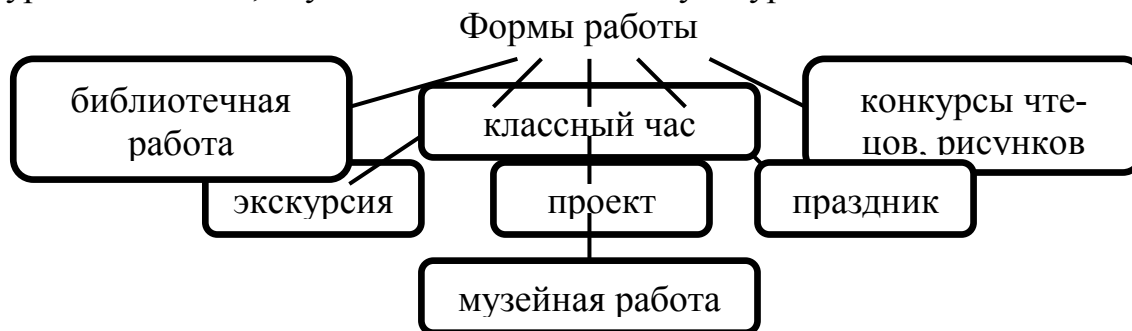 Формы работы
библиотечная
работа
классный час
конкурсы чте-
цов, рисунков
экскурсия
проект
праздник
музейная работа